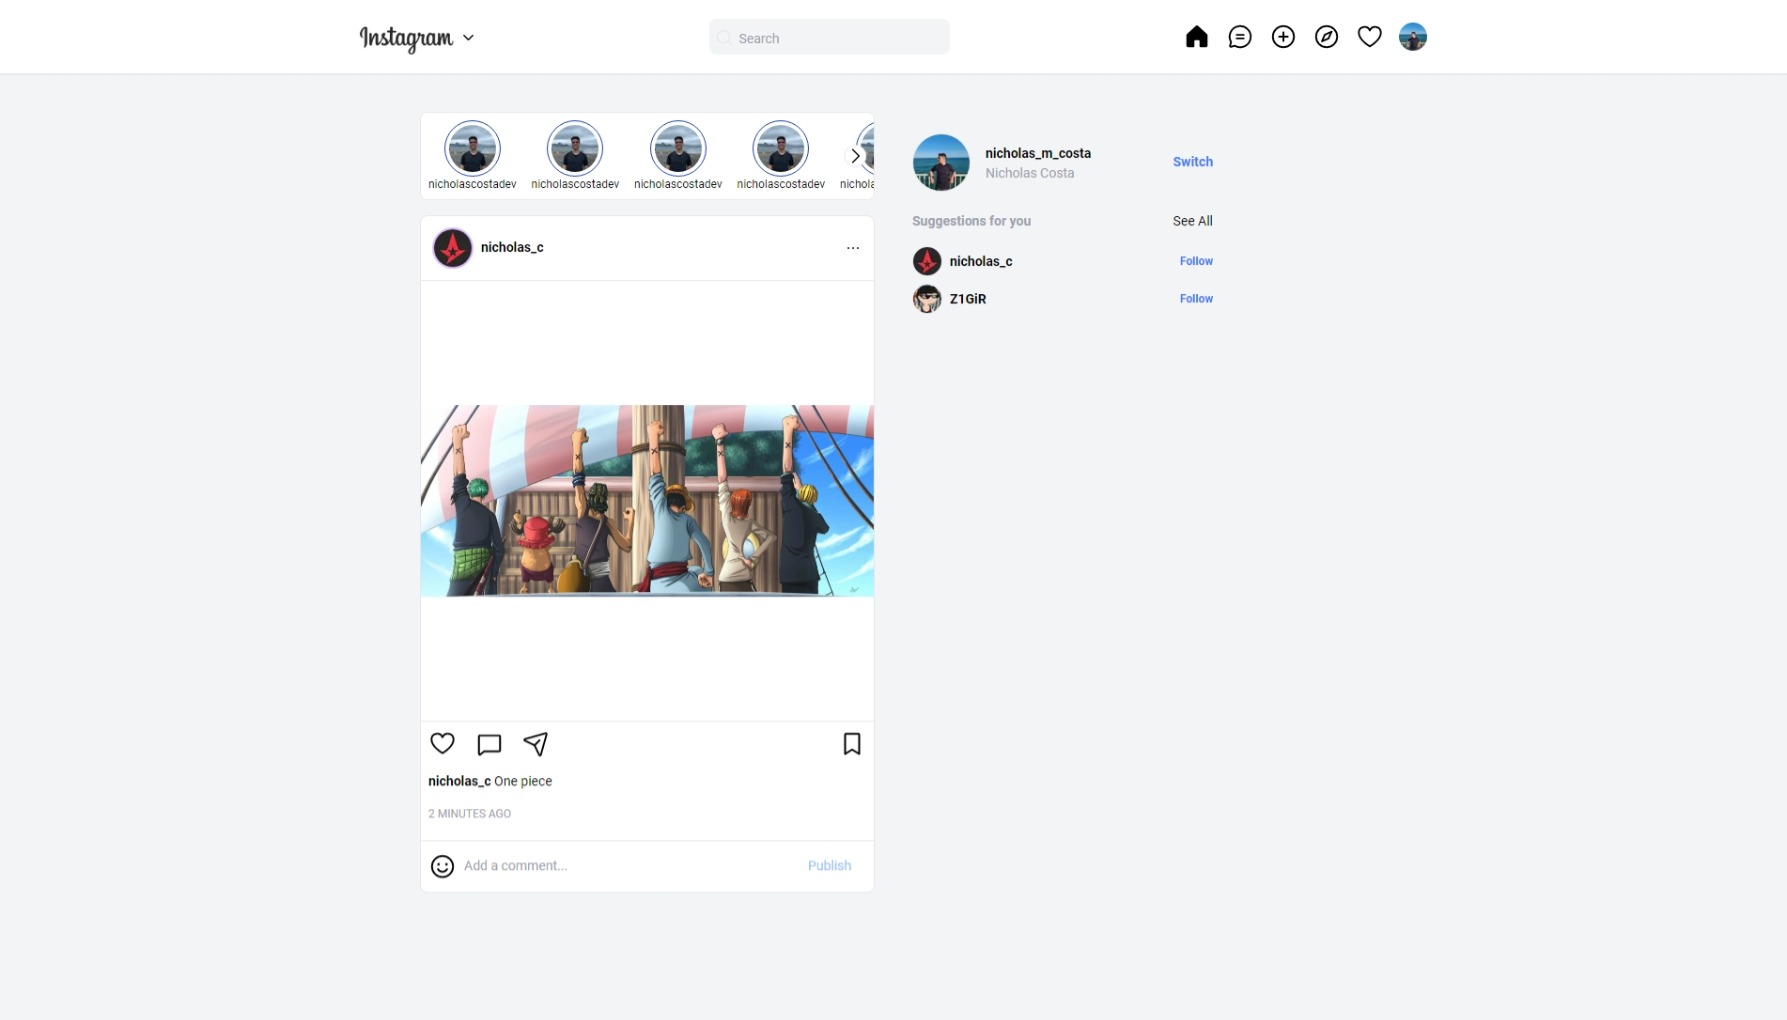 Instagram
Search
nicholascostadev
nicholascostadev
nicholascostadev
nicholascostadev
nichola
nicholas_m_costa
Nicholas Costa
Switch
Suggestions for you
See All
nicholas_c
Follow
Z1GiR
Follow
nicholas_c
nicholas_c One piece
2 MINUTES AGO
Add a comment...
Publish